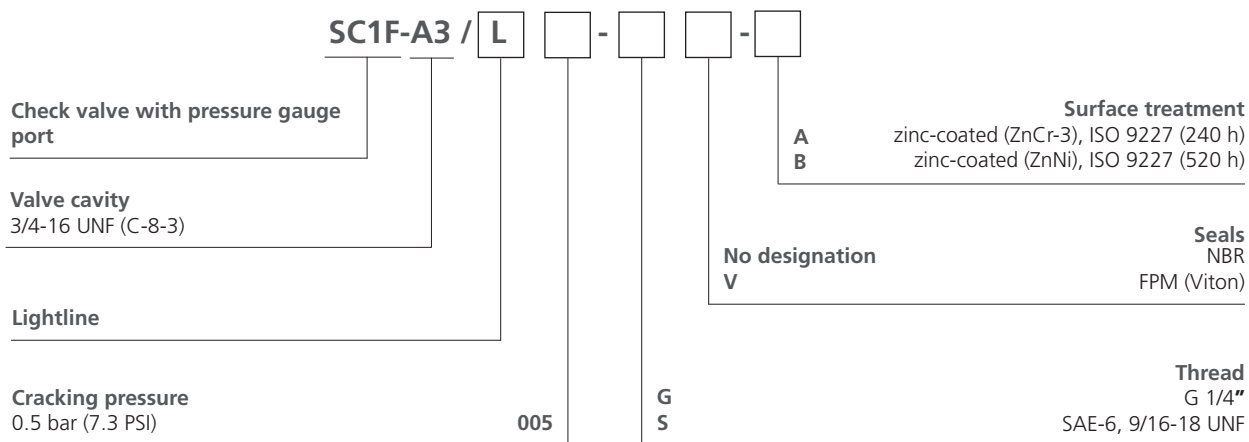 SC1F-A3 / L - -
Check valve with pressure gauge
port
Valve cavity
3/4-16 UNF (C-8-3)
Lightline
Cracking pressure
0.5 bar (7.3 PSI) 005
Surface treatment
A zinc-coated (ZnCr-3), ISO 9227 (240 h)
B zinc-coated (ZnNi), ISO 9227 (520 h)
Seals
No designation NBR
V FPM (Viton)
Thread
G G 1/4"
S SAE-6, 9/16-18 UNF